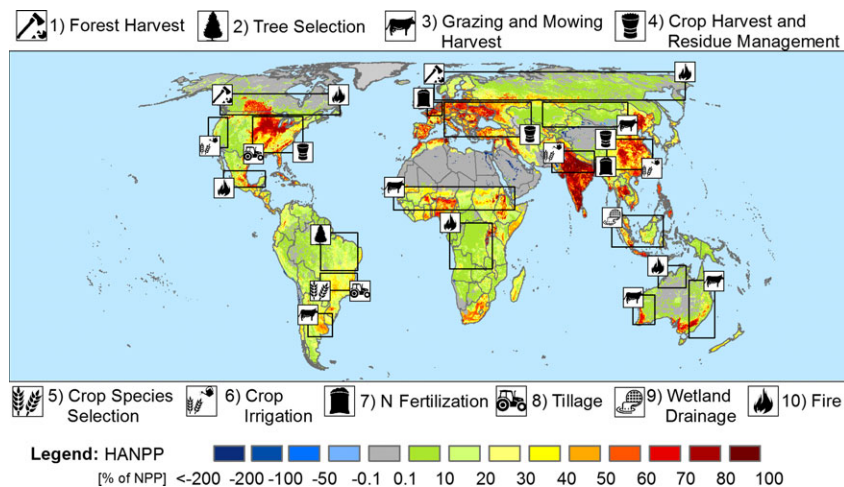 1) Forest Harvest
2) Tree Selection
3) Grazing and Mowing
Harvest
4) Crop Harvest and
Residue Management
5) Crop Species
Selection
6) Crop
Irrigation
7) N Fertilization
8) Tillage
9) Wetland
Drainage
10) Fire
Legend: HANPP
[% of NPP] <-200 -200 -100 -50 -0.1 0.1 10 20 30 40 50 60 70 80 100